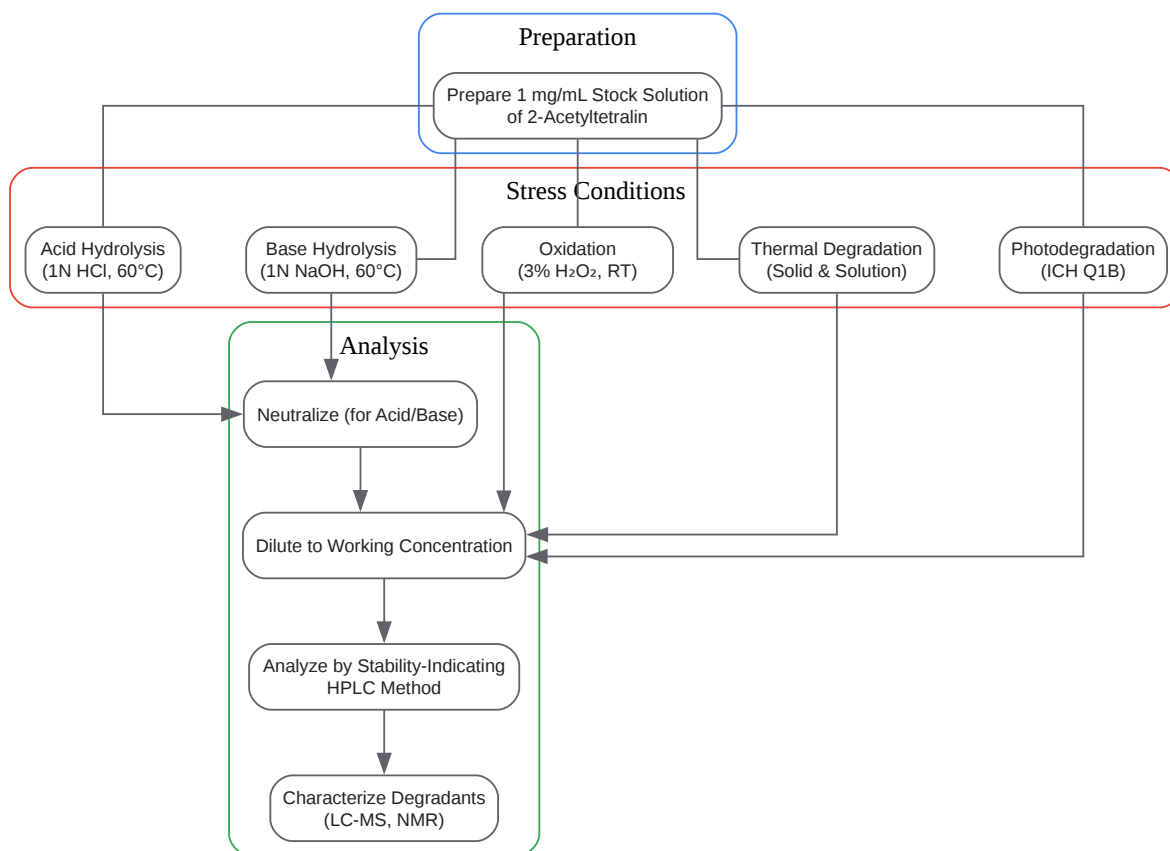 Preparation
Prepare 1 mg/mL Stock Solution
of 2-Acetyltetralin
Stress Conditions
Acid Hydrolysis
(1N HCl, 60°C)
Base Hydrolysis
(1N NaOH, 60°C)
Oxidation
(3% H₂O₂, RT)
Thermal Degradation
(Solid & Solution)
Photodegradation
(ICH Q1B)
Analysis
Neutralize (for Acid/Base)
Dilute to Working Concentration
Analyze by Stability-Indicating
HPLC Method
Characterize Degradants
(LC-MS, NMR)